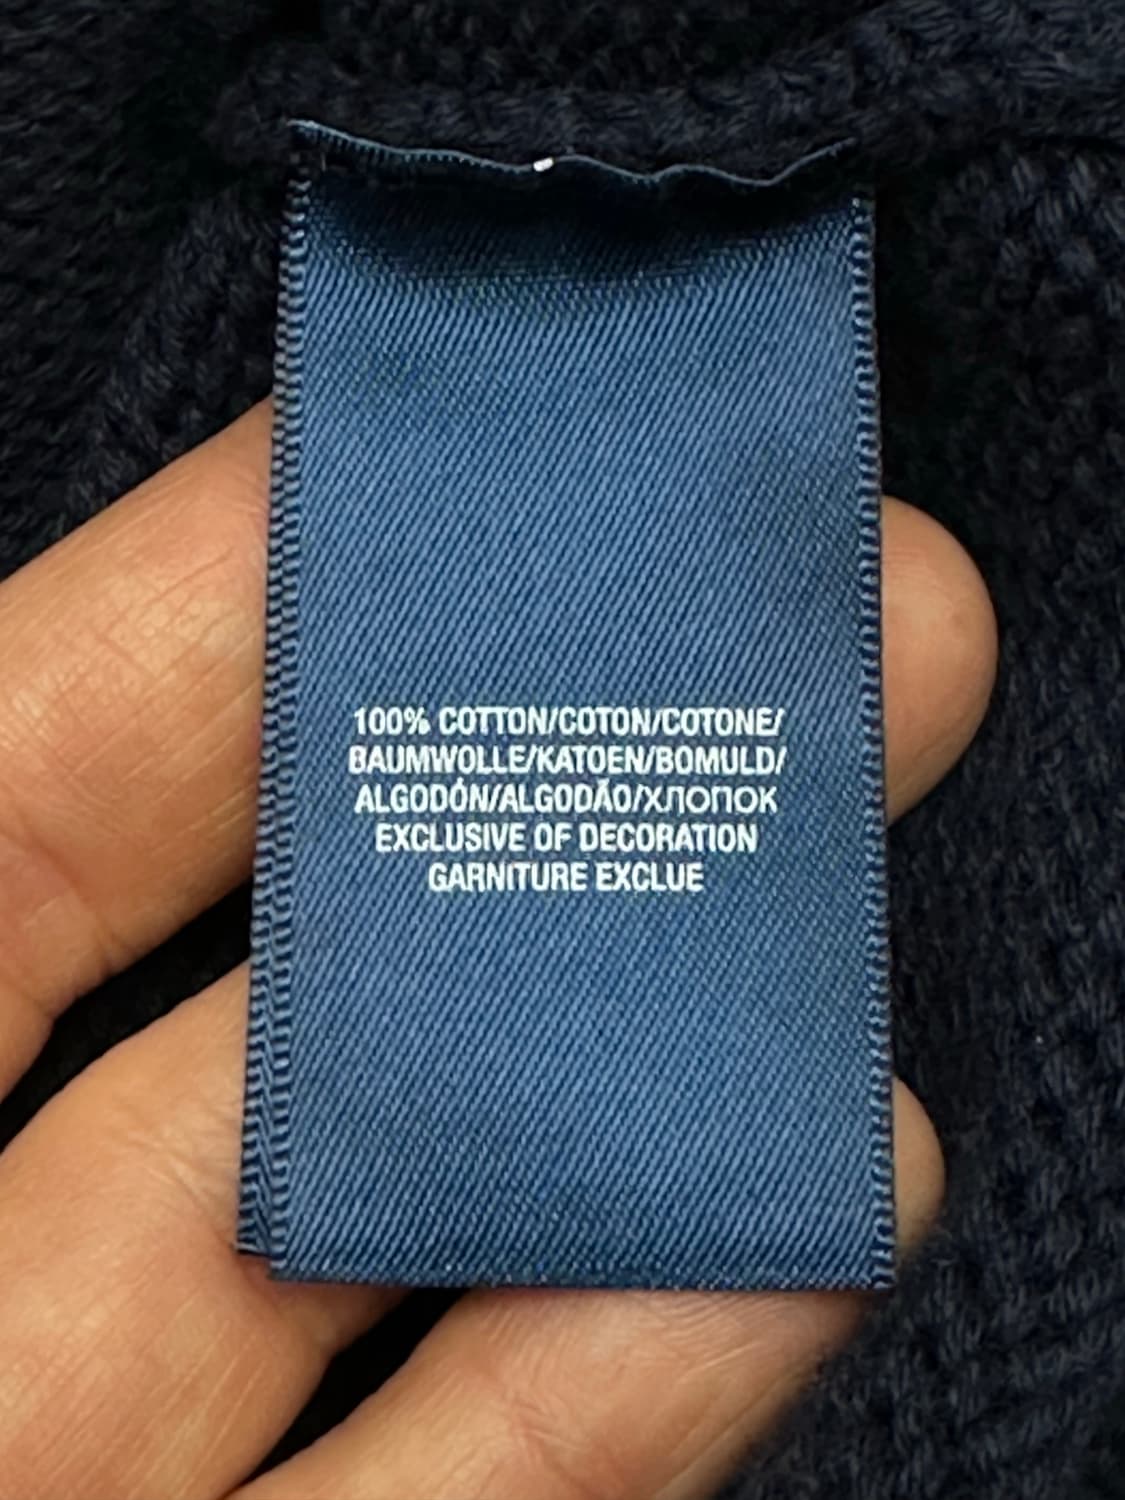 100% COTTON/COTON/COTONE/
BAUMWOLLE/KATOEN/BOMULD/
ALGODÓN/ALGODÃO/ХЛОПОК
EXCLUSIVE OF DECORATION
GARNITURE EXCLUE